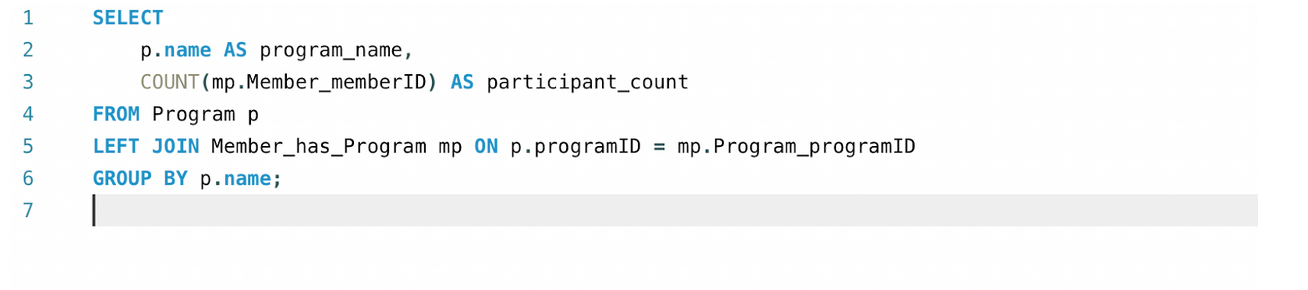 1 SELECT
2 p.name AS program_name,
3 COUNT(mp.Member_memberID) AS participant_count
4 FROM Program p
5 LEFT JOIN Member_has_Program mp ON p.programID = mp.Program_programID
6 GROUP BY p.name;
7